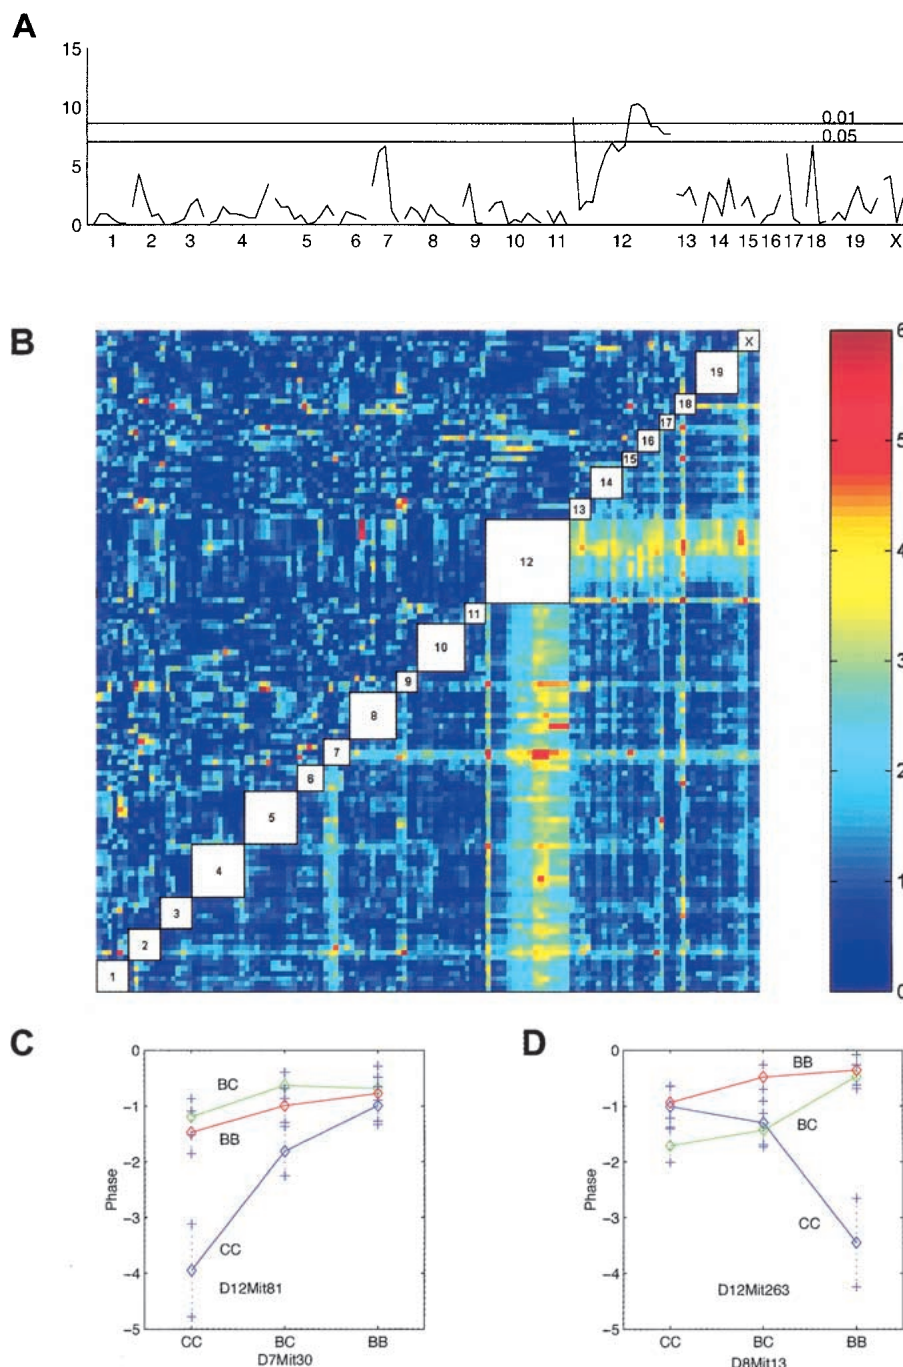 A
15
10
5
0
0.01
0.05
1 2 3 4 5 6 7 8 9 10 11 12 13 14 15 16 17 18 19 X
B
X
19
18
17
16
15
14
13
12
11
10
9
8
7
6
5
4
3
2
1
6
5
4
3
2
1
0
C
0
-1
-2
-3
-4
-5
Phase
BC
BB
CC
D12Mit81
CC BC BB
D7Mit30
D
0
-1
-2
-3
-4
-5
Phase
BB
BC
CC
D12Mit263
CC BC BB
D8Mit13